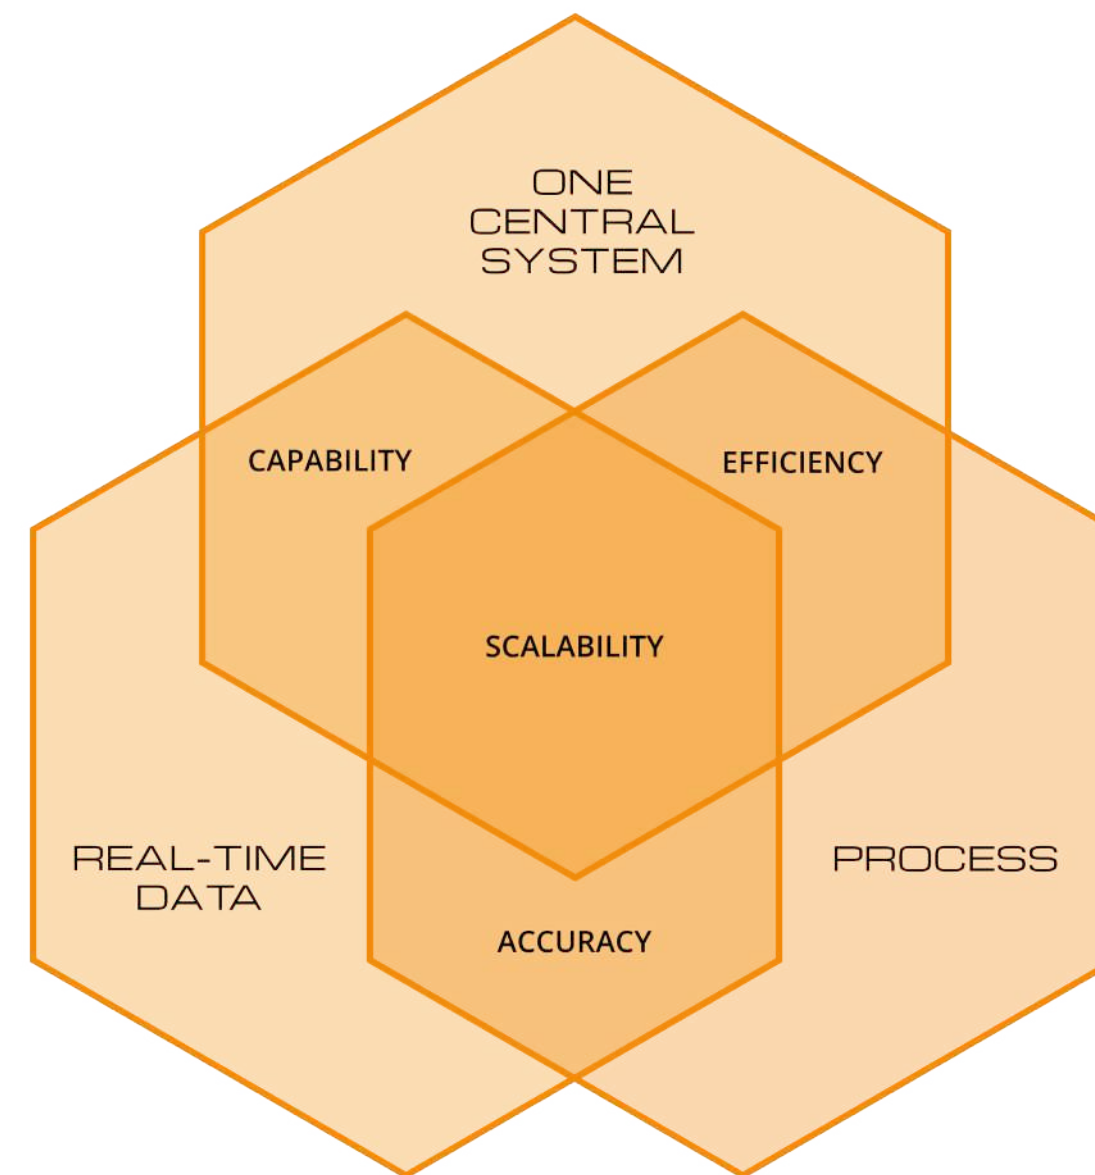 ONE
CENTRAL
SYSTEM
CAPABILITY
EFFICIENCY
SCALABILITY
REAL-TIME
DATA
PROCESS
ACCURACY